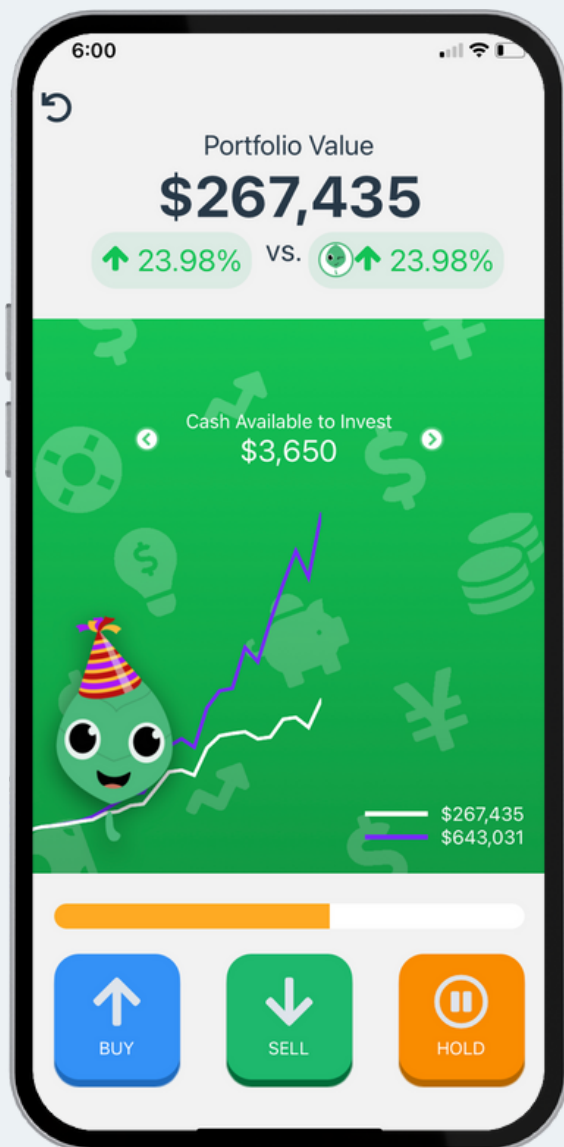 6:00
Portfolio Value
$267,435
23.98% vs. 23.98%
Cash Available to Invest
$3,650
$267,435
$643,031
BUY SELL HOLD